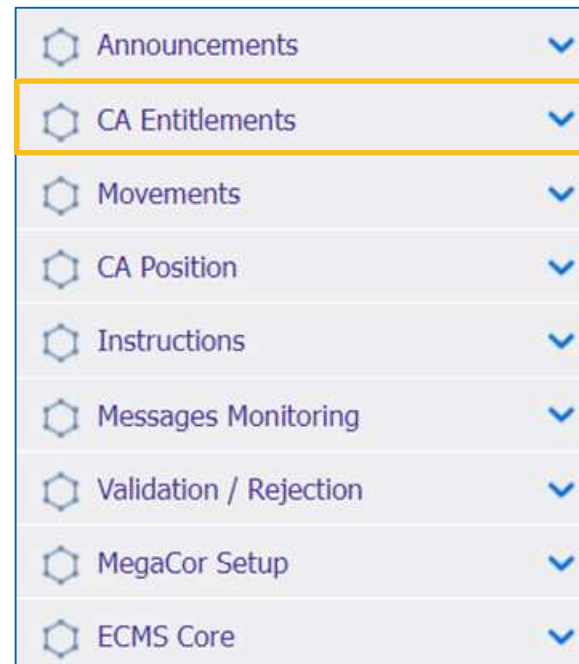 Announcements
CA Entitlements
Movements
CA Position
Instructions
Messages Monitoring
Validation / Rejection
MegaCor Setup
ECMS Core